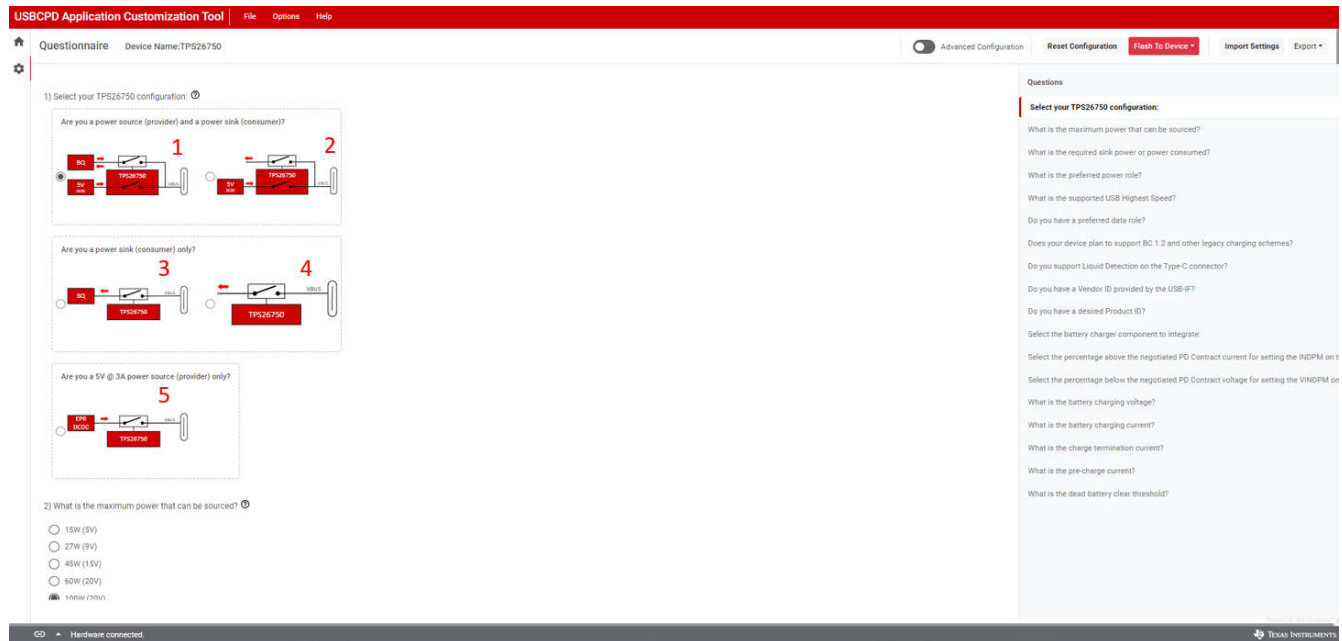 USBCPD Application Customization Tool File Options Help
Questionnaire Device Name:TPS26750 Advanced Configuration Reset Configuration Flash To Device Import Settings Export
1) Select your TPS26750 configuration:
Are you a power source (provider) and a power sink (consumer)?
1
2
BQ
TPS26750
5V
VBUS
TPS26750
5V
VBUS
Are you a power sink (consumer) only?
3
4
BQ
VBUS
TPS26750
VBUS
TPS26750
Are you a 5V @ 3A power source (provider) only?
5
EPR
DCDC
VBUS
TPS26750
2) What is the maximum power that can be sourced?
15W (5V)
27W (9V)
45W (15V)
60W (20V)
100W (20V)
Questions
Select your TPS26750 configuration:
What is the maximum power that can be sourced?
What is the required sink power or power consumed?
What is the preferred power role?
What is the supported USB Highest Speed?
Do you have a preferred data role?
Does your device plan to support BC 1.2 and other legacy charging schemes?
Do you support Liquid Detection on the Type-C connector?
Do you have a Vendor ID provided by the USB-IF?
Do you have a desired Product ID?
Select the battery charger component to integrate:
Select the percentage above the negotiated PD Contract current for setting the INDPM on t
Select the percentage below the negotiated PD Contract voltage for setting the VINDPM on
What is the battery charging voltage?
What is the battery charging current?
What is the charge termination current?
What is the pre-charge current?
What is the dead battery clear threshold?
Hardware connected.
TEXAS INSTRUMENTS